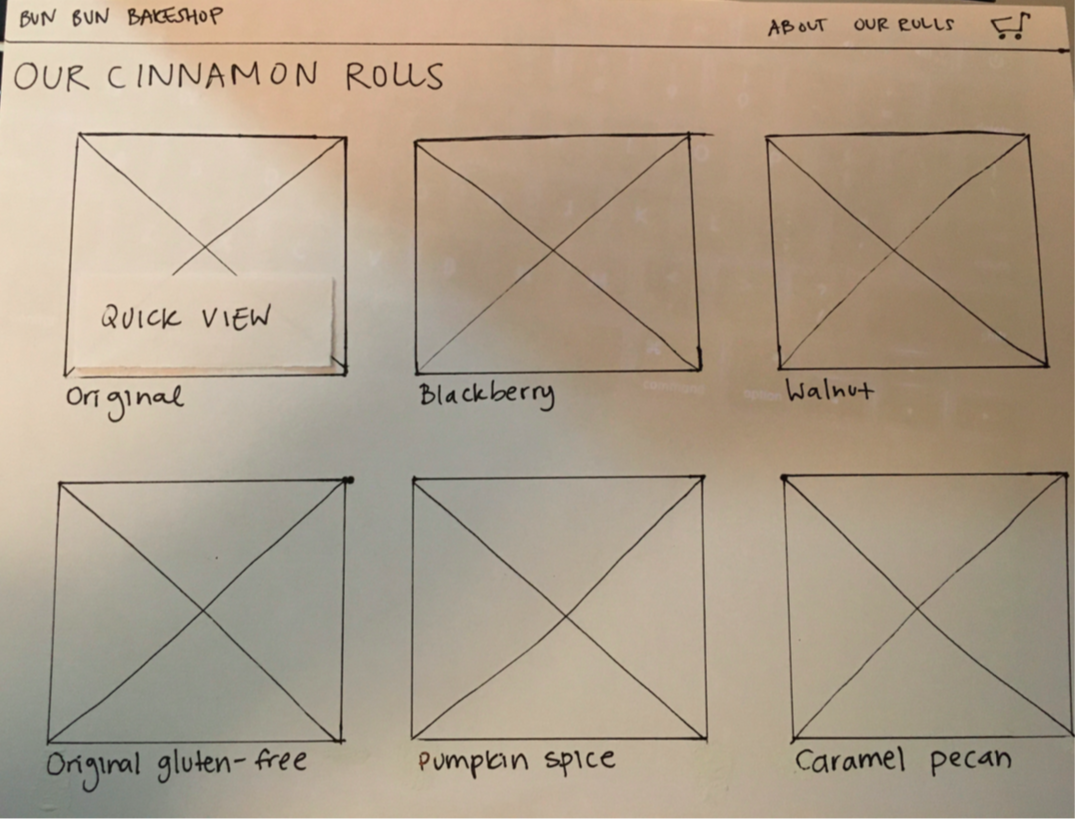 BUN BUN BAKESHOP
ABOUT OUR ROLLS
OUR CINNAMON ROLLS
QUICK VIEW
Original
Blackberry
Walnut
Original gluten-free
Pumpkin spice
Caramel pecan